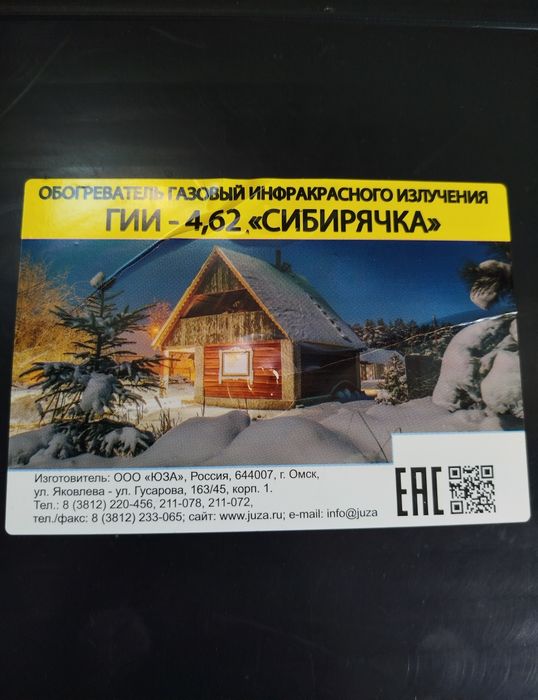 ОБОГРЕВАТЕЛЬ ГАЗОВЫЙ ИНФРАКРАСНОГО ИЗЛУЧЕНИЯ
ГИИ - 4,62 «СИБИРЯЧКА»
Изготовитель: ООО «ЮЗА», Россия, 644007, г. Омск,
ул. Яковлева - ул. Гусарова, 163/45, корп. 1.
Тел.: 8 (3812) 220-456, 211-078, 211-072,
тел./факс: 8 (3812) 233-065; сайт: www.juza.ru; e-mail: info@juza
EAC